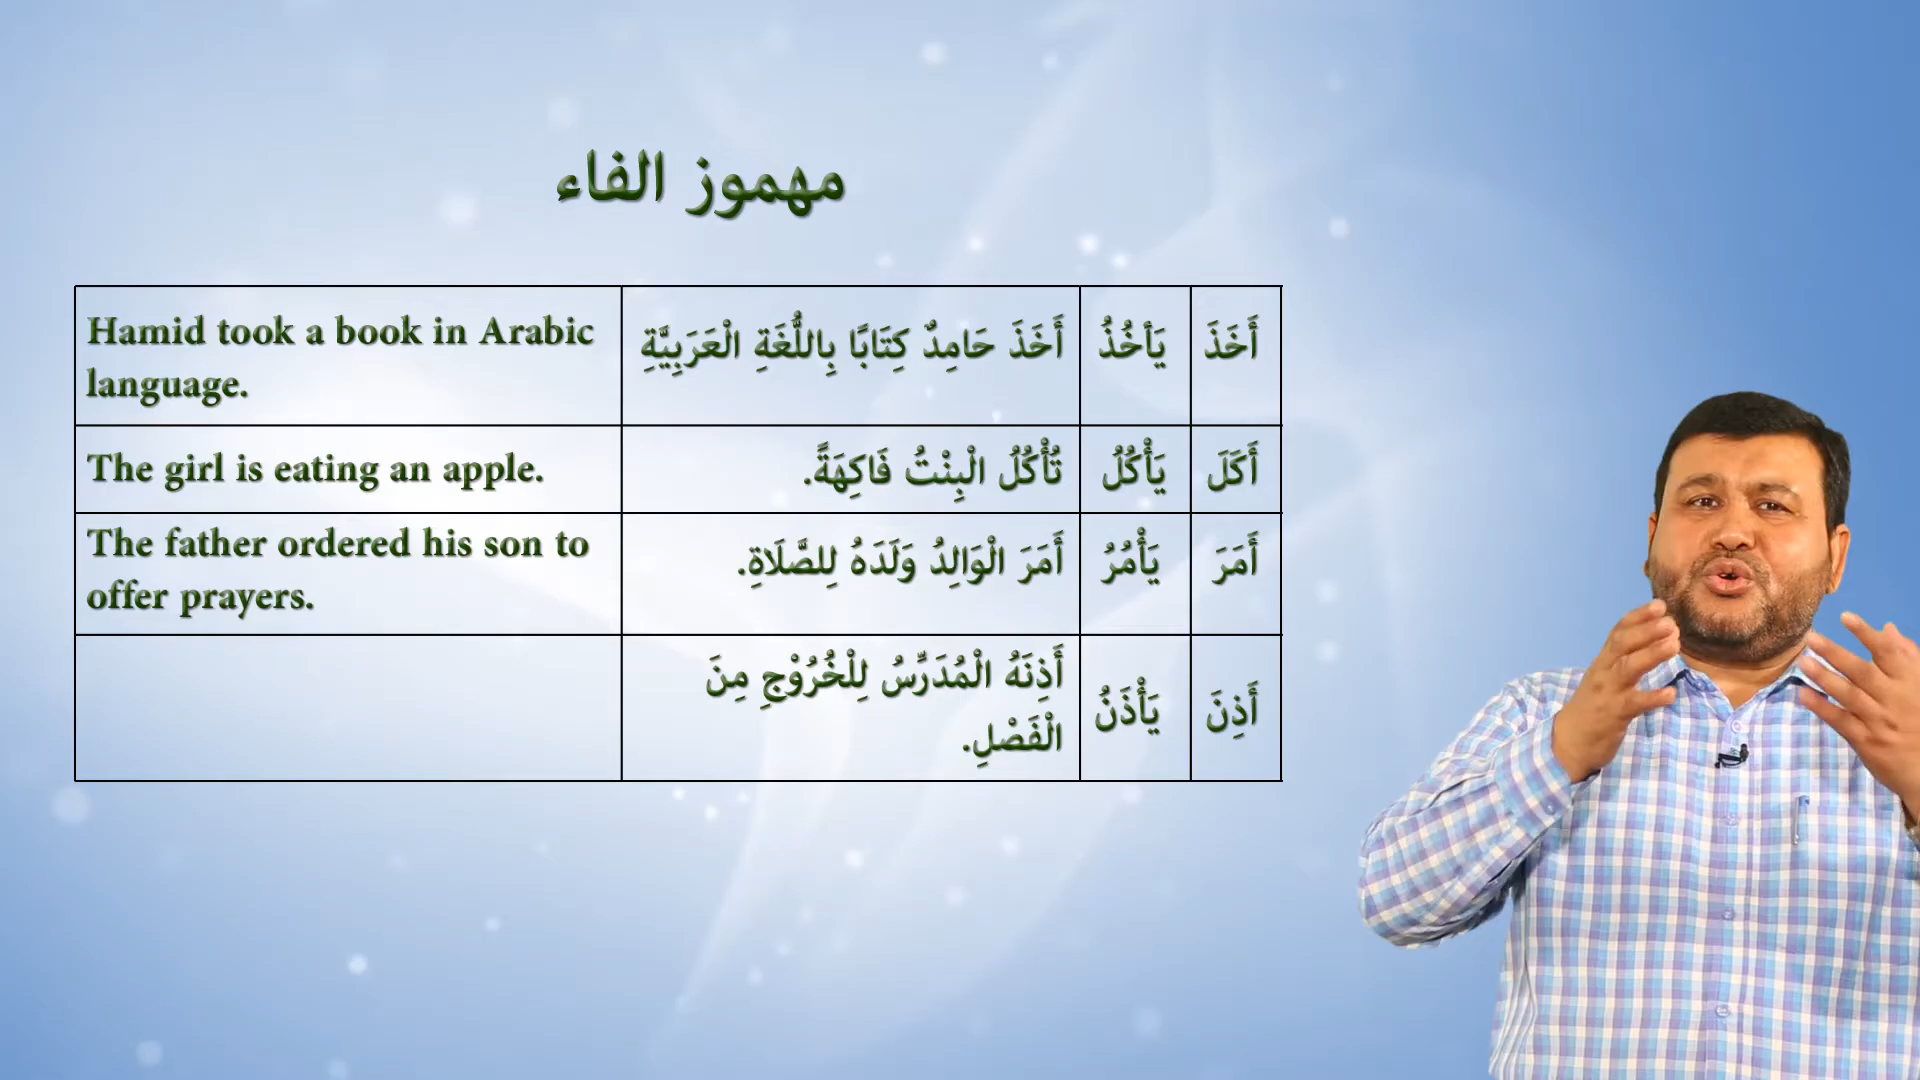 مهموز الفاء
أَخَذَ يَأخُذُ أَخَذَ حَامِدٌ كِتَابًا بِاللُّغَةِ الْعَرَبِيَّةِ
Hamid took a book in Arabic
language.
أَكَلَ يَأْكُلُ تُأْكُلُ الْبِنْتُ فَاكِهَةً.
The girl is eating an apple.
أَمَرَ يَأْمُرُ أَمَرَ الْوَالِدُ وَلَدَهُ لِلصَّلَاةِ.
The father ordered his son to
offer prayers.
أَذِنَ يَأْذَنُ أَذِنَهُ الْمُدَرِّسُ لِلْخُرُوْجِ مِنَ
الْفَصْلِ.